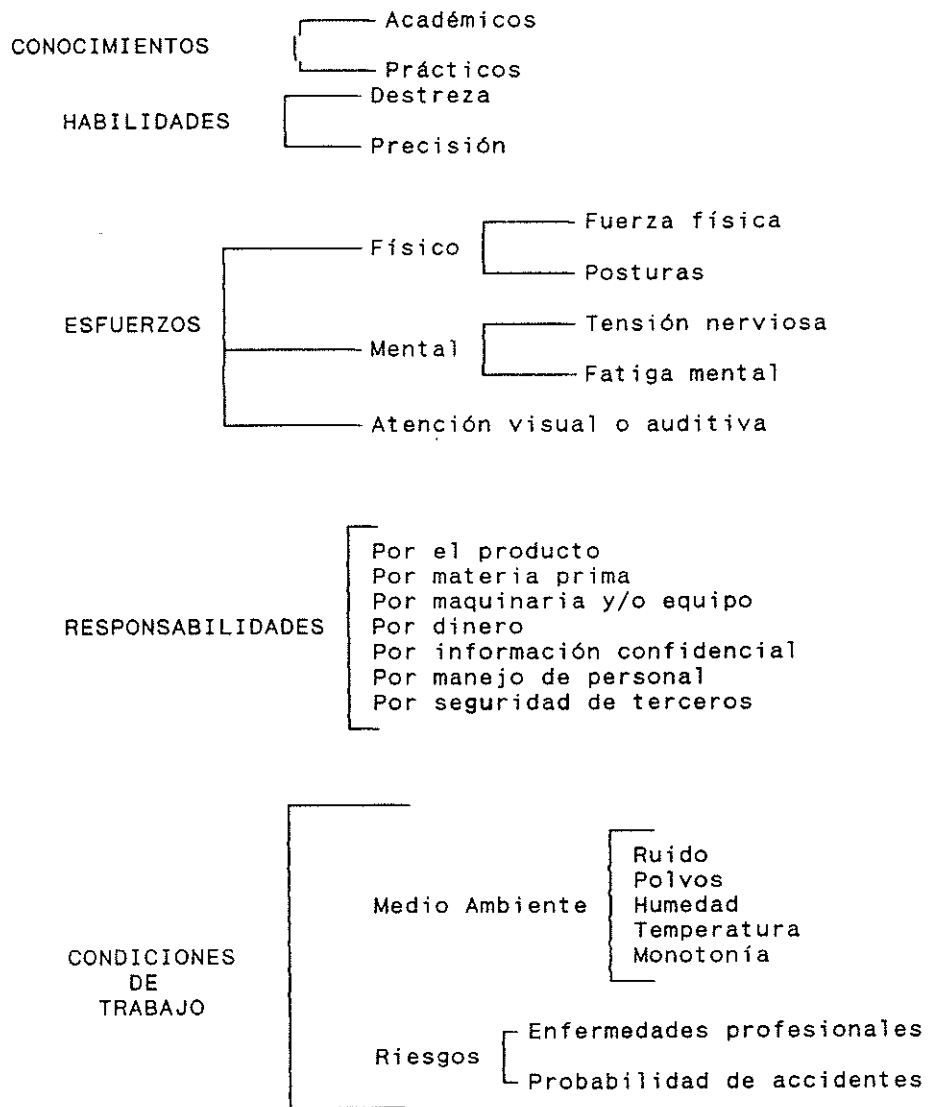 Académicos
CONOCIMIENTOS
Prácticos
Destreza
HABILIDADES
Precisión
Fuerza física
Físico
Posturas
ESFUERZOS
Tensión nerviosa
Mental
Fatiga mental
Atención visual o auditiva
Por el producto
Por materia prima
Por maquinaria y/o equipo
RESPONSABILIDADES
Por dinero
Por información confidencial
Por manejo de personal
Por seguridad de terceros
Ruido
Polvos
Medio Ambiente
Humedad
Temperatura
Monotonía
CONDICIONES
DE
TRABAJO
Enfermedades profesionales
Riesgos
Probabilidad de accidentes